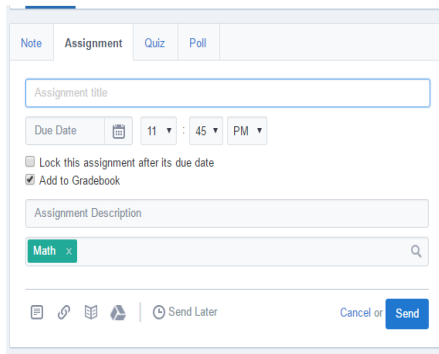 Note Assignment Quiz Poll
Assignment title
Due Date 11 : 45 PM
Lock this assignment after its due date
Add to Gradebook
Assignment Description
Math x
Send Later Cancel or Send